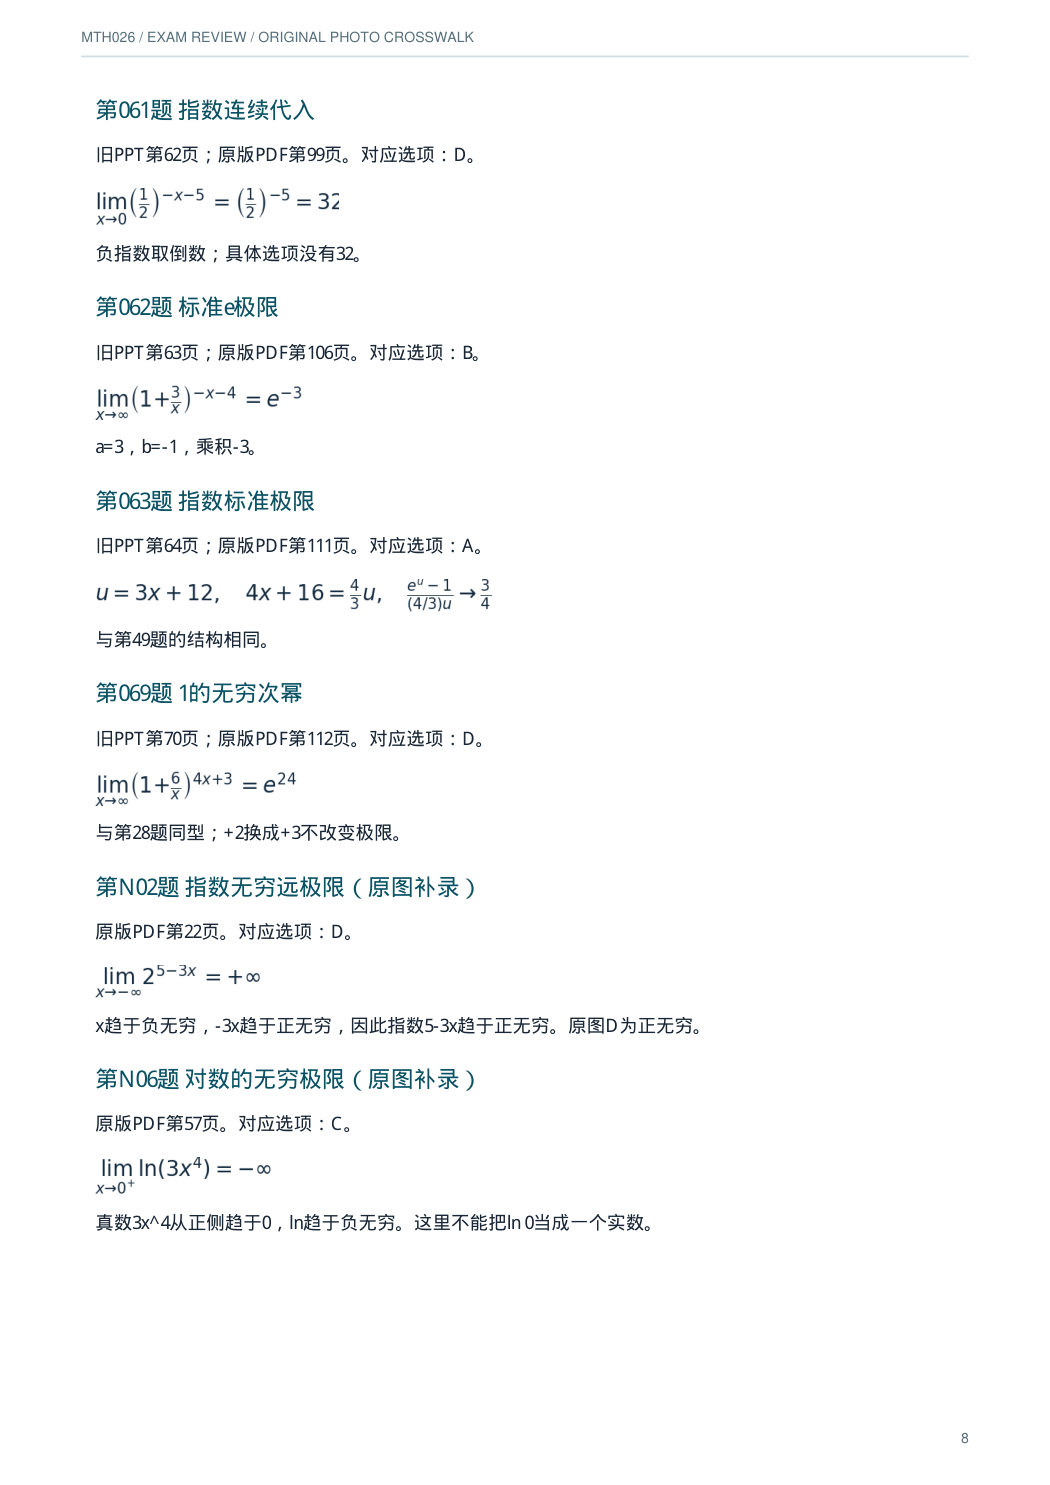 MTH026 / EXAM REVIEW / ORIGINAL PHOTO CROSSWALK
第061题 指数连续代入
旧PPT第62页；原版PDF第99页。对应选项：D。
lim_{x→0} (1/2)^{−x−5} = (1/2)^{−5} = 32
负指数取倒数；具体选项没有32。
第062题 标准e极限
旧PPT第63页；原版PDF第106页。对应选项：B。
lim_{x→∞} (1+3/x)^{−x−4} = e^{−3}
a=3，b=-1，乘积-3。
第063题 指数标准极限
旧PPT第64页；原版PDF第111页。对应选项：A。
u = 3x + 12, 4x + 16 = 4/3 u, (e^u − 1)/((4/3)u) → 3/4
与第49题的结构相同。
第069题 1的无穷次幂
旧PPT第70页；原版PDF第112页。对应选项：D。
lim_{x→∞} (1+6/x)^{4x+3} = e^{24}
与第28题同型；+2换成+3不改变极限。
第N02题 指数无穷远极限（原图补录）
原版PDF第22页。对应选项：D。
lim_{x→−∞} 2^{5−3x} = +∞
x趋于负无穷，-3x趋于正无穷，因此指数5-3x趋于正无穷。原图D为正无穷。
第N06题 对数的无穷极限（原图补录）
原版PDF第57页。对应选项：C。
lim_{x→0⁺} ln(3x⁴) = −∞
真数3x^4从正侧趋于0，ln趋于负无穷。这里不能把ln 0当成一个实数。
8